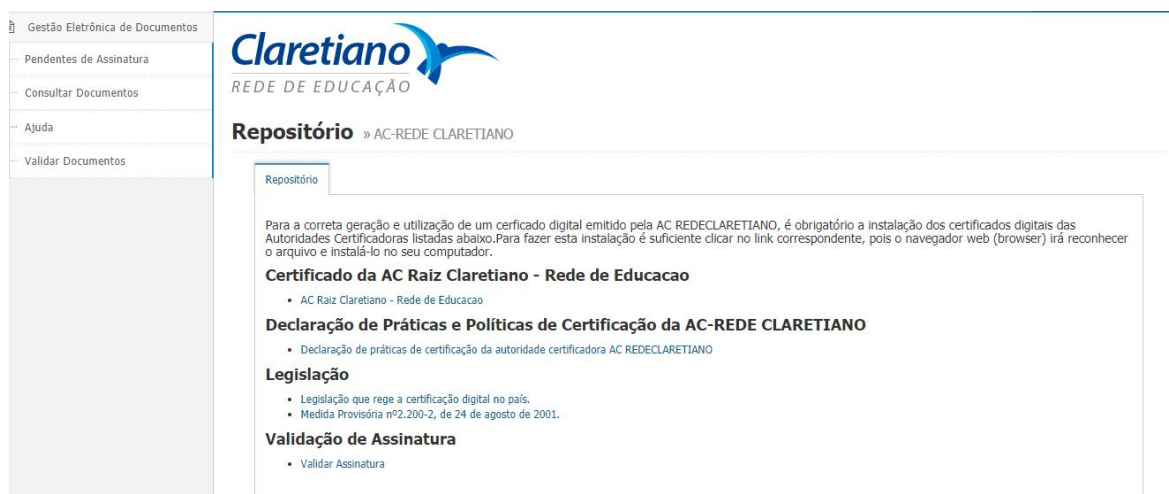 Gestão Eletrônica de Documentos
Pendentes de Assinatura
Consultar Documentos
Ajuda
Validar Documentos
Claretiano
REDE DE EDUCAÇÃO
Repositório » AC-REDE CLARETIANO
Repositório
Para a correta geração e utilização de um cerficado digital emitido pela AC REDECLARETIANO, é obrigatório a instalação dos certificados digitais das
Autoridades Certificadoras listadas abaixo.Para fazer esta instalação é suficiente clicar no link correspondente, pois o navegador web (browser) irá reconhecer
o arquivo e instalá-lo no seu computador.
Certificado da AC Raiz Claretiano - Rede de Educacao
• AC Raiz Claretiano - Rede de Educacao
Declaração de Práticas e Políticas de Certificação da AC-REDE CLARETIANO
• Declaração de práticas de certificação da autoridade certificadora AC REDECLARETIANO
Legislação
• Legislação que rege a certificação digital no país.
• Medida Provisória nº2.200-2, de 24 de agosto de 2001.
Validação de Assinatura
• Validar Assinatura